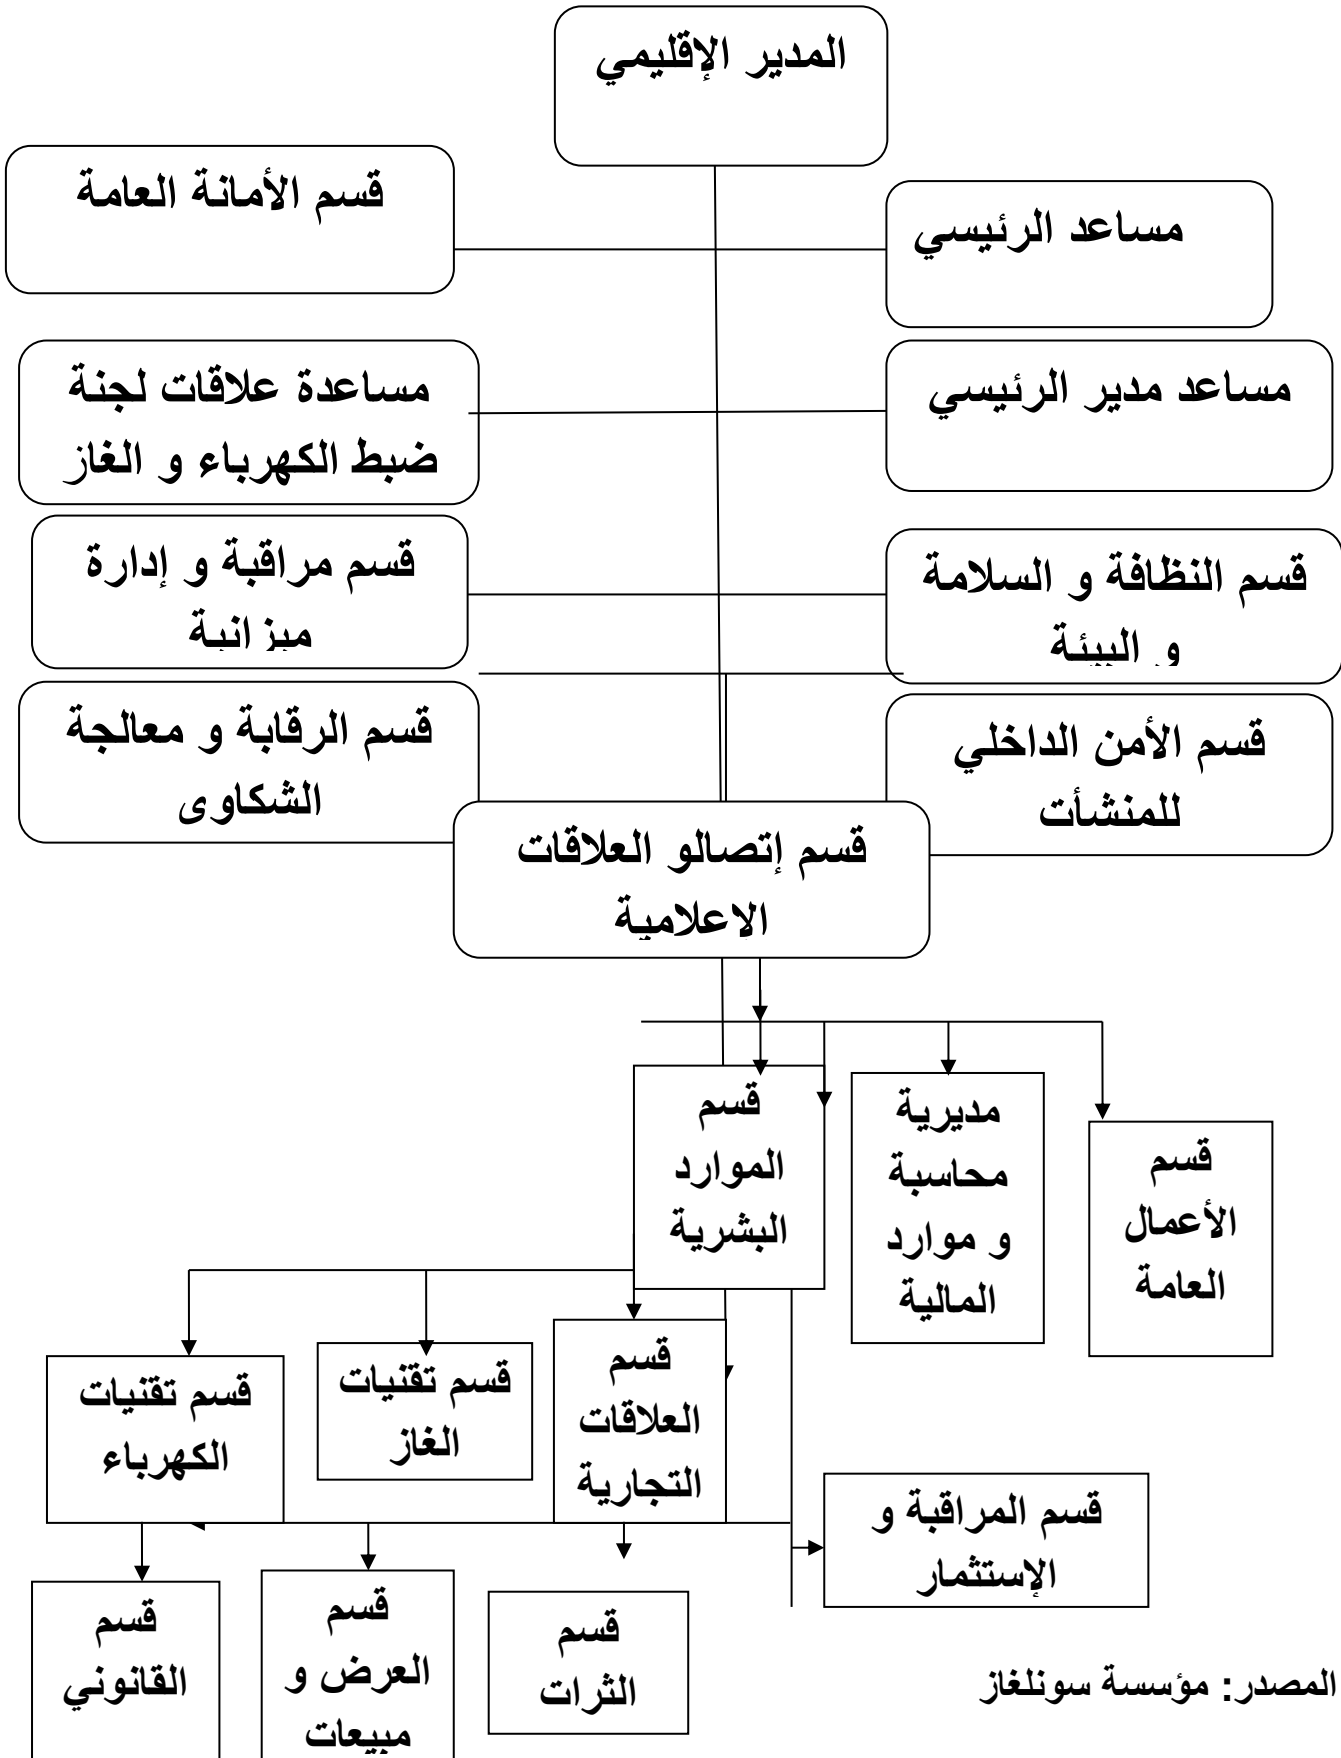 المدير الإقليمي
قسم الأمانة العامة
مساعد الرئيسي
مساعدة علاقات لجنة
ضبط الكهرباء و الغاز
مساعد مدير الرئيسي
قسم مراقبة و إدارة
ميزانية
قسم النظافة و السلامة
و البيئة
قسم الرقابة و معالجة
الشكاوى
قسم الأمن الداخلي
للمنشأت
قسم إتصالو العلاقات
الاعلامية
قسم
الموارد
البشرية
مديرية
محاسبة
و موارد
المالية
قسم
الأعمال
العامة
قسم تقنيات
الكهرباء
قسم تقنيات
الغاز
قسم
العلاقات
التجارية
قسم المراقبة و
الإستثمار
قسم
القانوني
قسم
العرض و
مبيعات
قسم
الثرات
المصدر: مؤسسة سونلغاز